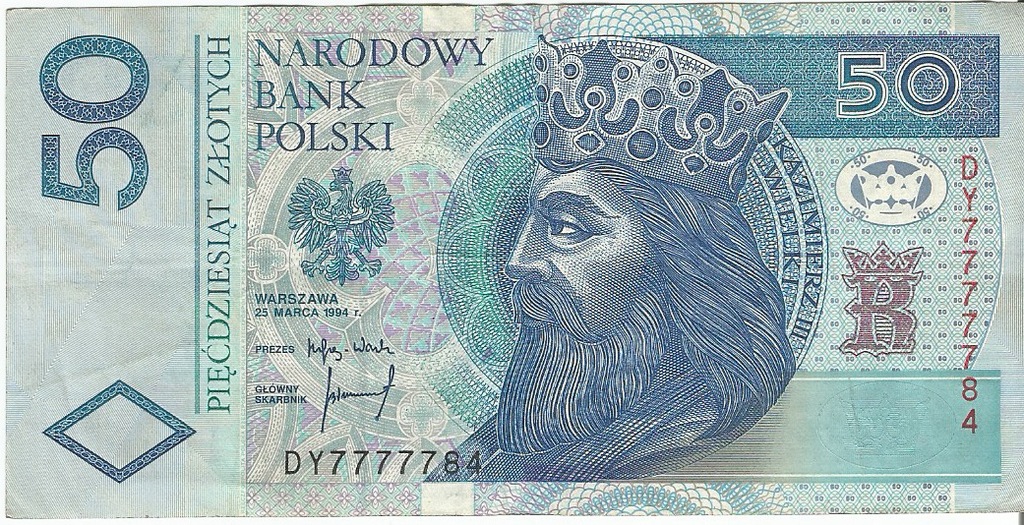 50
PIĘĆDZIESIĄT ZŁOTYCH
NARODOWY
BANK
POLSKI
WARSZAWA
25 MARCA 1994 r.
PREZES
GŁÓWNY
SKARBNIK
DY7777784
50
KAZIMIERZ III
WIELKI
DY7777784